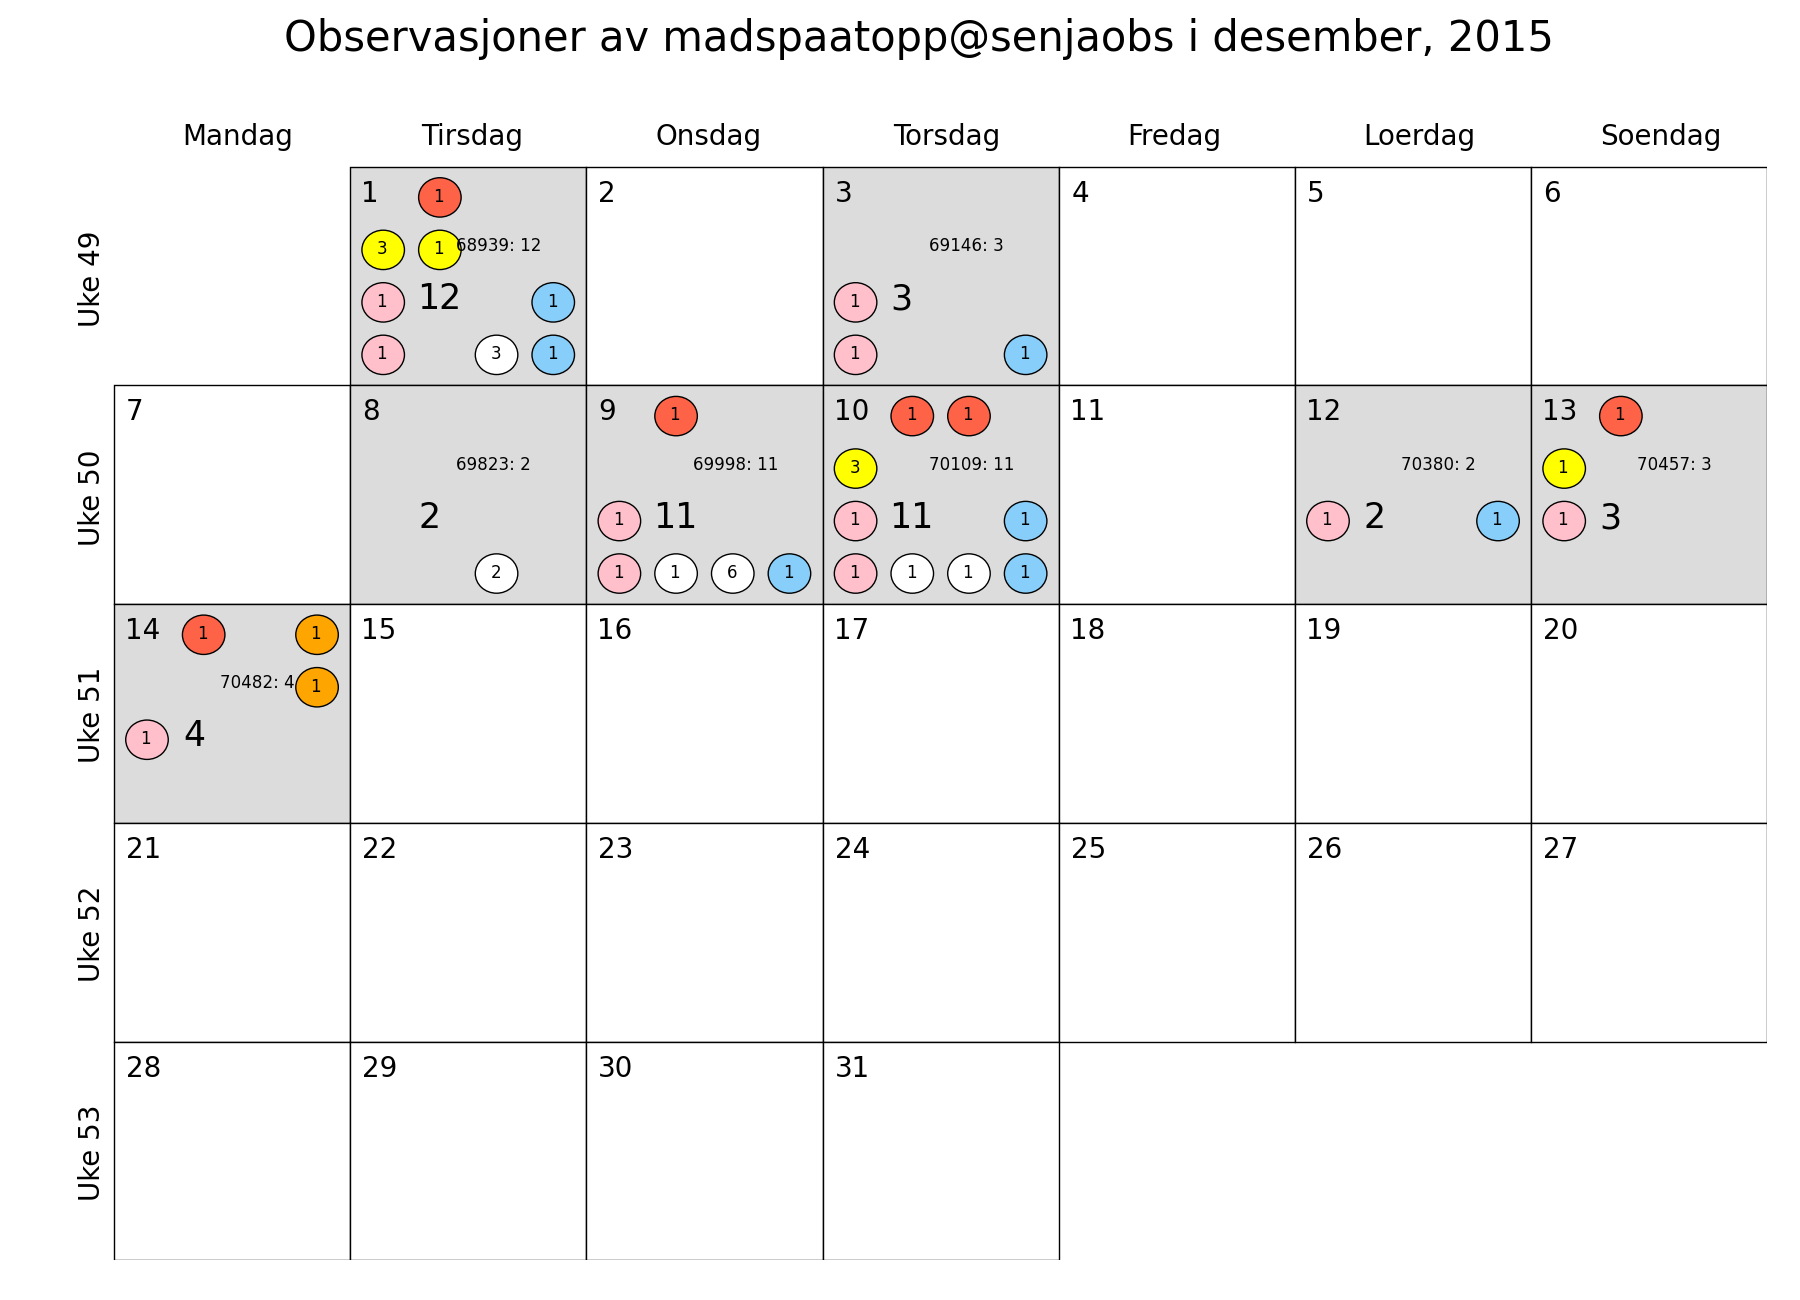 Observasjoner av madspaatopp@senjaobs i desember, 2015
Mandag Tirsdag Onsdag Torsdag Fredag Loerdag Soendag
Uke 49
1 1
3 1 68939: 12
1 12 1
1 3 1
2
3
69146: 3
1 3
1 1
4
5
6
Uke 50
7
8
69823: 2
2
2
9 1
69998: 11
1 11
1 1 6 1
10 1 1
3 70109: 11
1 11 1
1 1 1 1
11
12
70380: 2
1 2 1
13 1
1 70457: 3
1 3
Uke 51
14 1 1
70482: 4 1
1 4
15
16
17
18
19
20
Uke 52
21
22
23
24
25
26
27
Uke 53
28
29
30
31